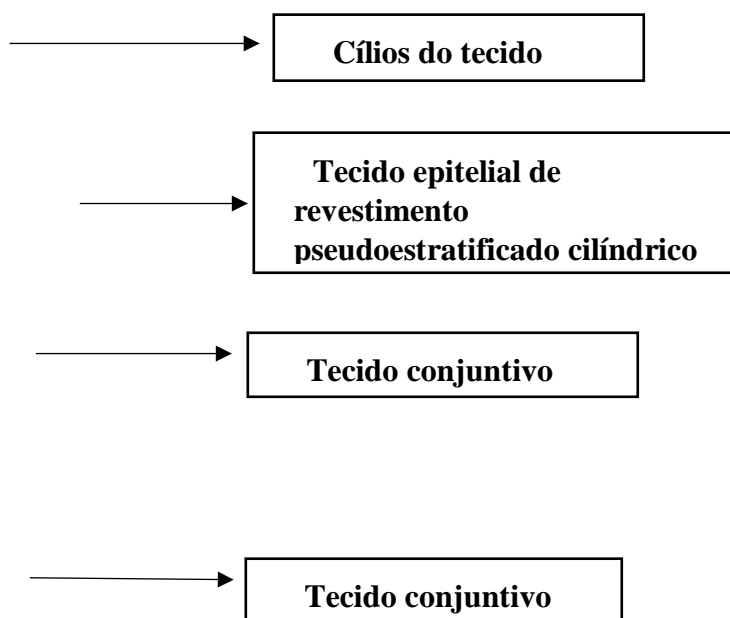 Cílios do tecido
Tecido epitelial de
revestimento
pseudoestratificado cilíndrico
Tecido conjuntivo
Tecido conjuntivo